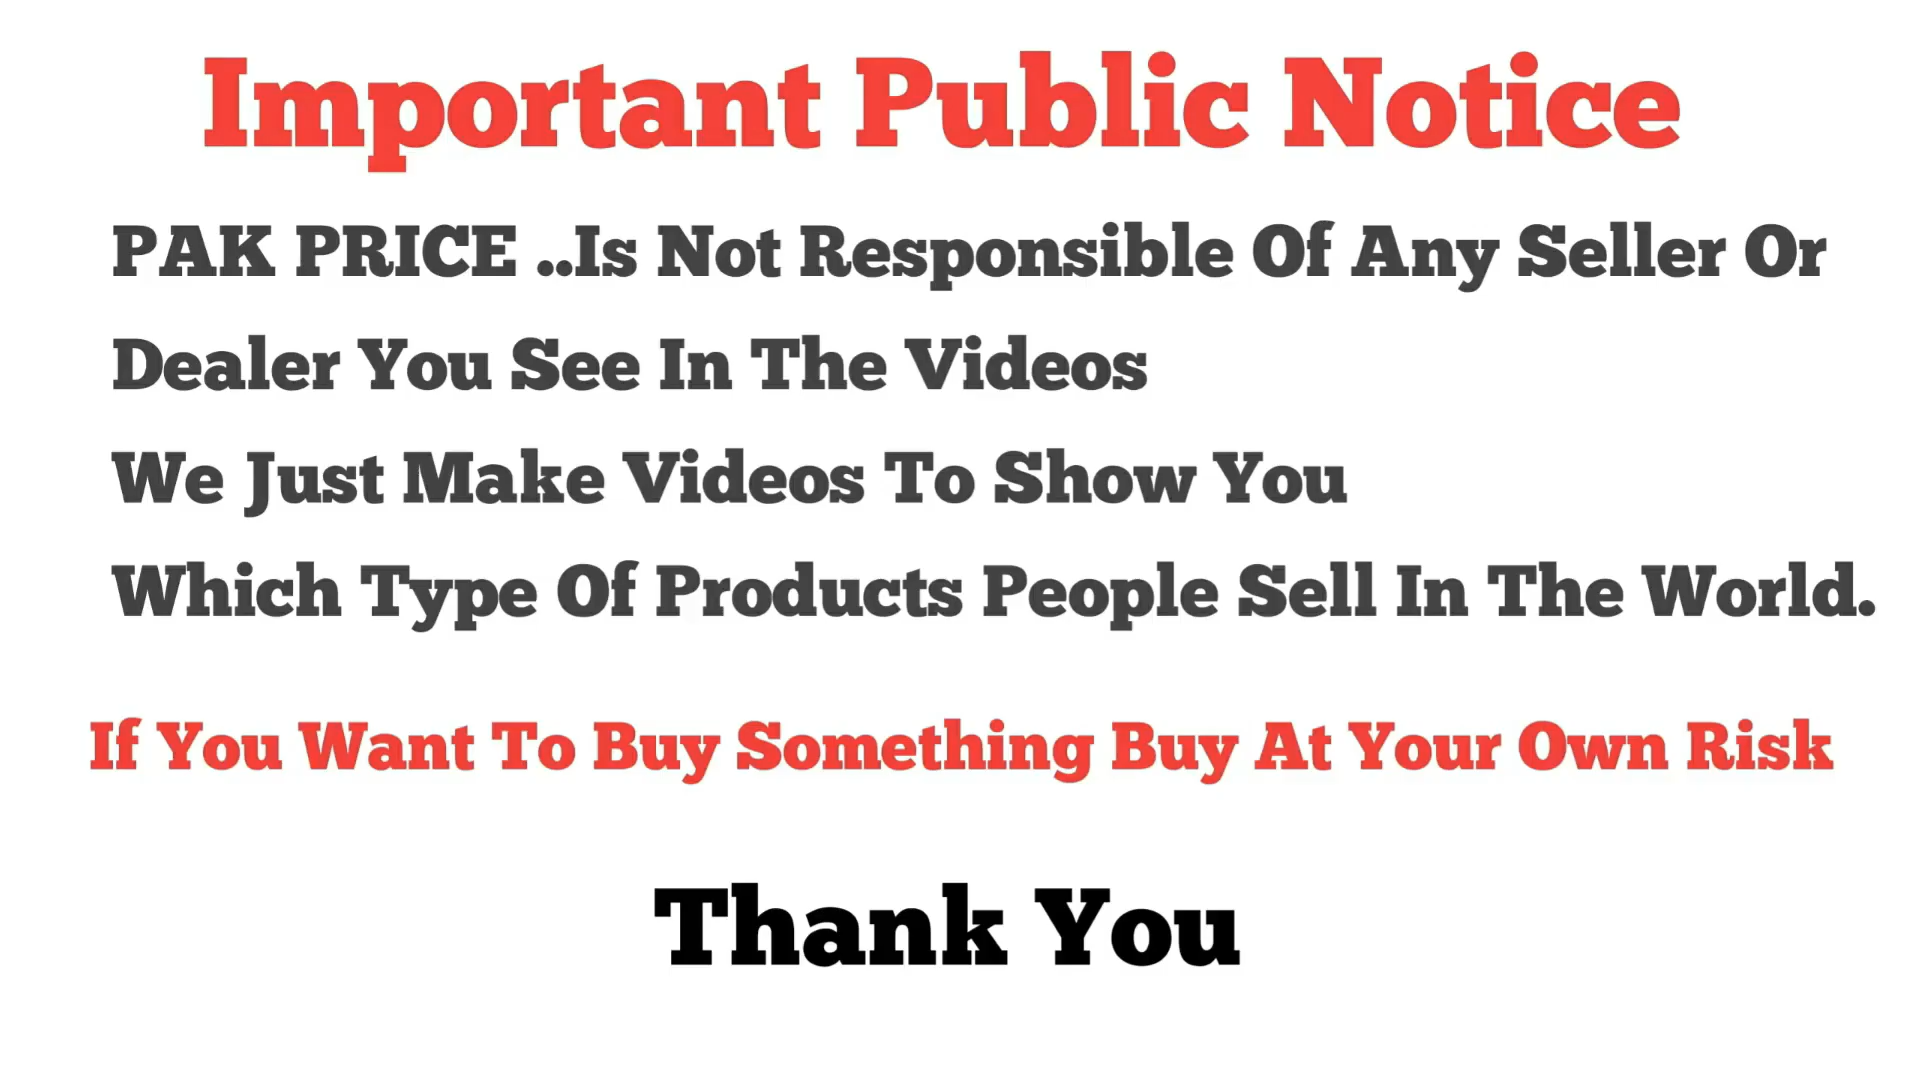 Important Public Notice
PAK PRICE ..Is Not Responsible Of Any Seller Or
Dealer You See In The Videos
We Just Make Videos To Show You
Which Type Of Products People Sell In The World.
If You Want To Buy Something Buy At Your Own Risk
Thank You